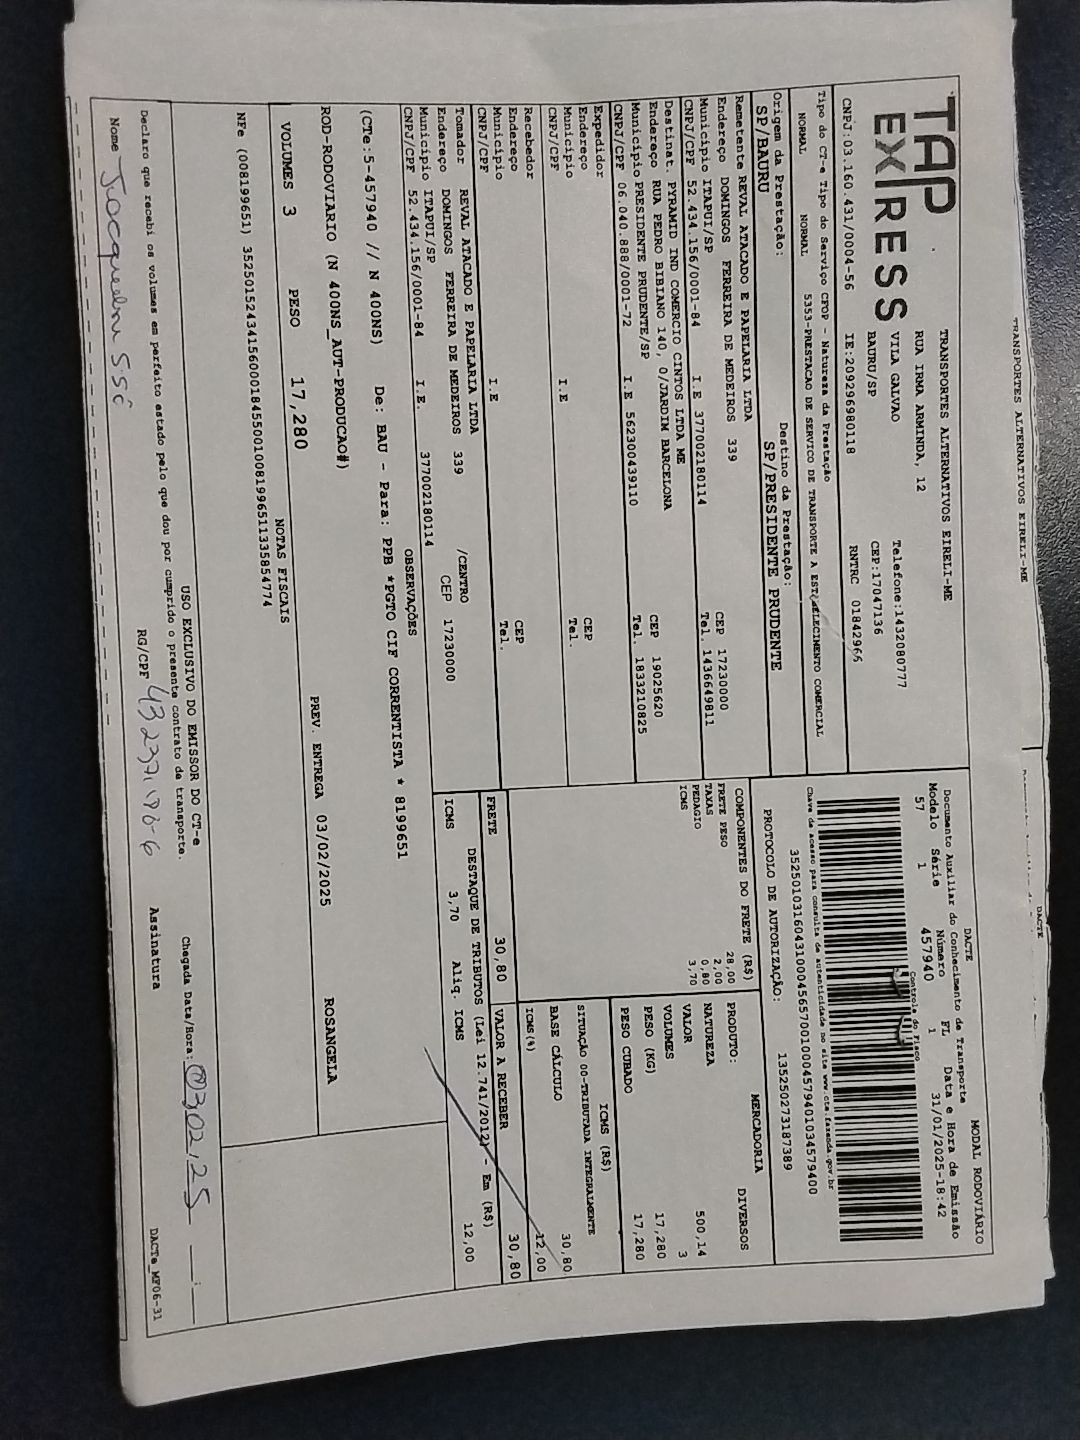 TRANSPORTES ALTERNATIVOS EIRELI-ME
DACTE
TAP EXPRESS
TRANSPORTES ALTERNATIVOS EIRELI-ME
RUA IRMA ARMINDA, 12
VILA GALVAO
BAURU/SP
Telefone:1432080777
CEP:17047136
CNPJ:03.160.431/0004-56 IE:209296980118 RNTRC 01842966
DACTE MODAL RODOVIÁRIO
Documento Auxiliar do Conhecimento de Transporte
Modelo Série Número FL Data e Hora de Emissão
57 1 457940 1 31/01/2025-18:42
Controle do Fisco
Chave de acesso para consulta de autenticidade no site www.cte.fazenda.gov.br
35250103160431000456570010004579401034579400
PROTOCOLO DE AUTORIZAÇÃO: 135250273187389
Tipo do CT-e Tipo do Serviço CFOP - Natureza da Prestação
NORMAL NORMAL 5353-PRESTACAO DE SERVICO DE TRANSPORTE A ESTABELECIMENTO COMERCIAL
Origem da Prestação: Destino da Prestação:
SP/BAURU SP/PRESIDENTE PRUDENTE
Remetente REVAL ATACADO E PAPELARIA LTDA
Endereço DOMINGOS FERREIRA DE MEDEIROS 339
Município ITAPUI/SP CEP 17230000
CNPJ/CPF 52.434.156/0001-84 I.E 377002180114 Tel. 1436649811
Destinat. PYRAMID IND COMERCIO CINTOS LTDA ME
Endereço RUA PEDRO BIBIANO 140, 0/JARDIM BARCELONA
Município PRESIDENTE PRUDENTE/SP CEP 19025620
CNPJ/CPF 06.040.888/0001-72 I.E 562300439110 Tel. 1833210825
Expedidor
Endereço
Município CEP
CNPJ/CPF I.E Tel.
Recebedor
Endereço
Município CEP
CNPJ/CPF I.E Tel.
Tomador REVAL ATACADO E PAPELARIA LTDA
Endereço DOMINGOS FERREIRA DE MEDEIROS 339 /CENTRO
Município ITAPUI/SP CEP 17230000
CNPJ/CPF 52.434.156/0001-84 I.E. 377002180114
COMPONENTES DO FRETE (R$)
FRETE PESO 28,00
TAXAS 2,00
PEDAGIO 0,80
ICMS 3,70
MERCADORIA
PRODUTO: DIVERSOS
NATUREZA
VALOR 500,14
VOLUMES 3
PESO (KG) 17,280
PESO CUBADO 17,280
ICMS (R$)
SITUAÇÃO 00-TRIBUTADA INTEGRALMENTE
BASE CÁLCULO 30,80
ICMS(%) 12,00
FRETE 30,80 VALOR A RECEBER 30,80
DESTAQUE DE TRIBUTOS (Lei 12.741/2012) - Em (R$)
ICMS 3,70 Aliq. ICMS 12,00
OBSERVAÇÕES
(CTe:5-457940 // N 400NS) De: BAU - Para: PPB *PGTO CIF CORRENTISTA * 8199651
ROD-RODOVIARIO (N 400NS_AUT-PRODUCAO#)
PREV. ENTREGA 03/02/2025 ROSANGELA
VOLUMES 3 PESO 17,280
NOTAS FISCAIS
NFe (008199651) 35250152434156000184550010081996511335854774
USO EXCLUSIVO DO EMISSOR DO CT-e
Declaro que recebi os volumes em perfeito estado pelo que dou por cumprido o presente contrato de transporte.
Chegada Data/Hora: 03,02,25 :
Nome RG/CPF Assinatura
DACTe_MF06-31